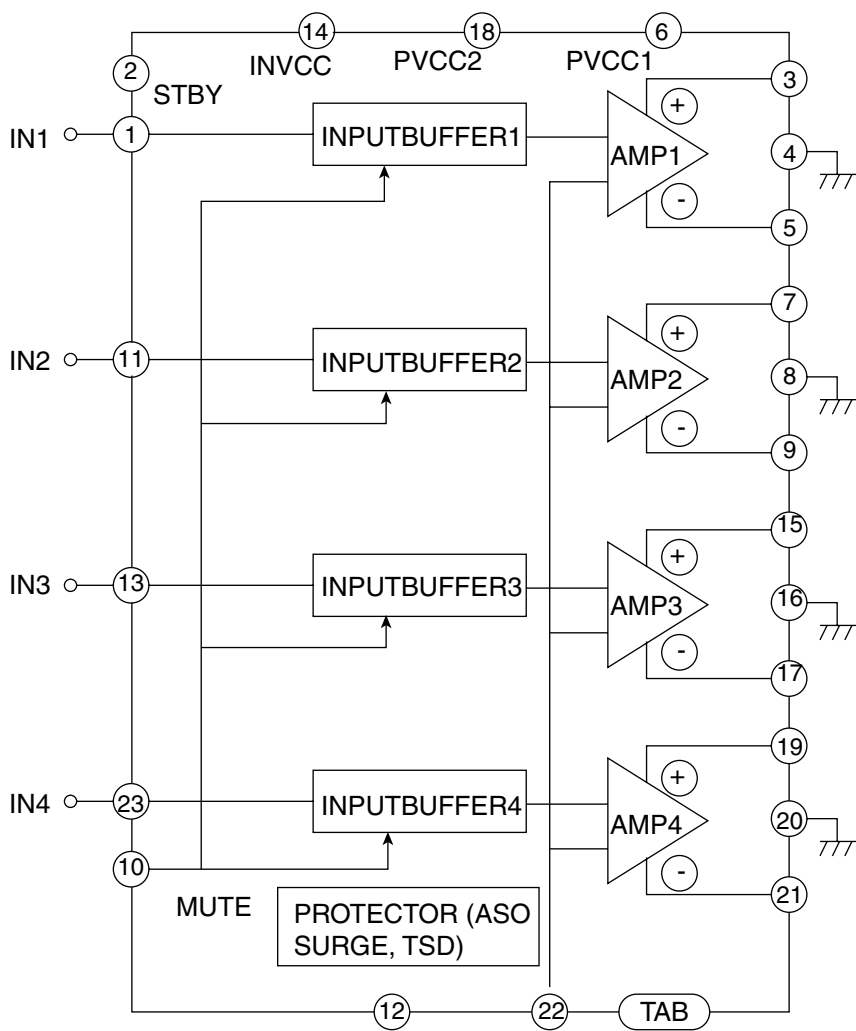 14
18
6
2
INVCC
PVCC2
PVCC1
STBY
+
3
IN1
1
INPUTBUFFER1
AMP1
4
-
5
7
+
IN2
11
INPUTBUFFER2
AMP2
8
-
9
15
+
IN3
13
INPUTBUFFER3
AMP3
16
-
17
19
+
IN4
23
INPUTBUFFER4
AMP4
20
10
-
21
MUTE
PROTECTOR (ASO
SURGE, TSD)
12
22
TAB